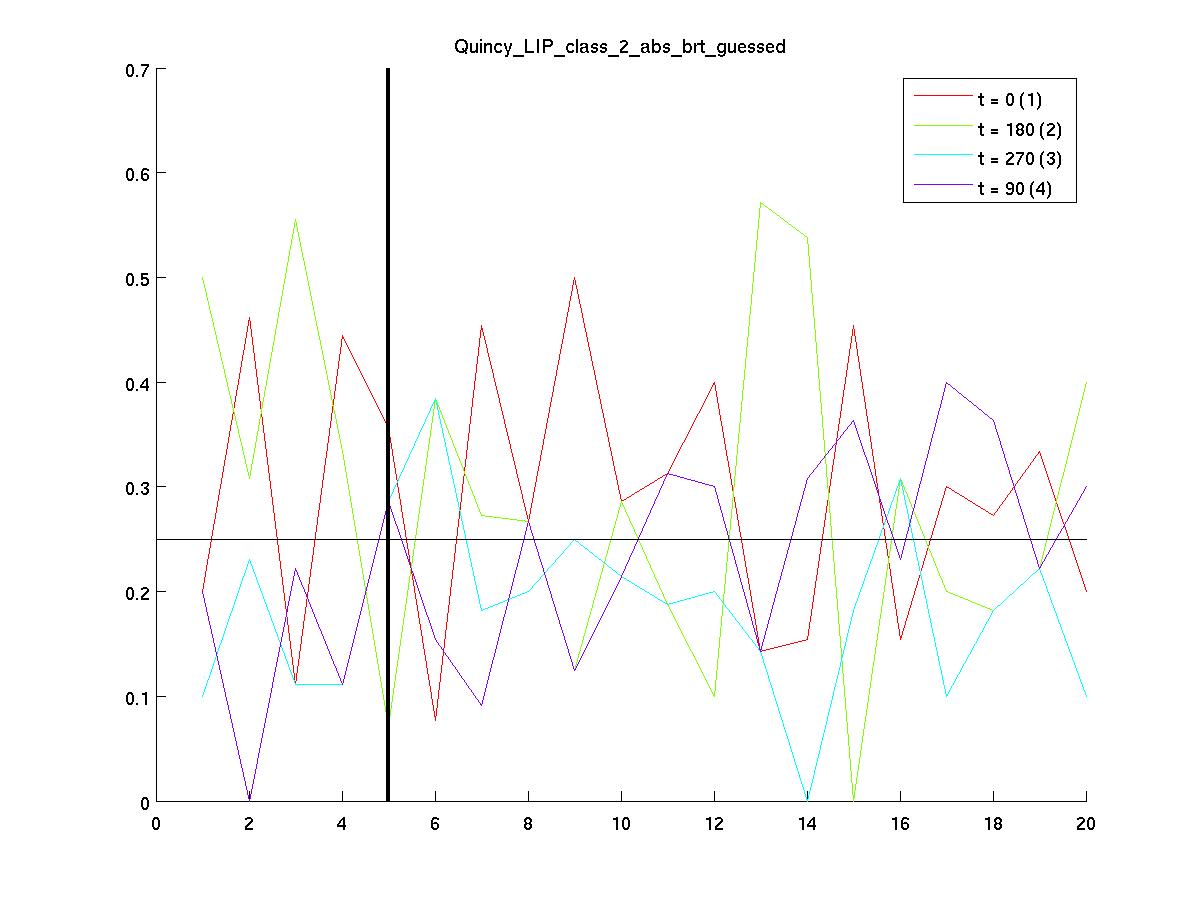 Quincy_LIP_class_2_abs_brt_guessed
0.7
0.6
0.5
0.4
0.3
0.2
0.1
0
t = 0 (1)
t = 180 (2)
t = 270 (3)
t = 90 (4)
0 2 4 6 8 10 12 14 16 18 20